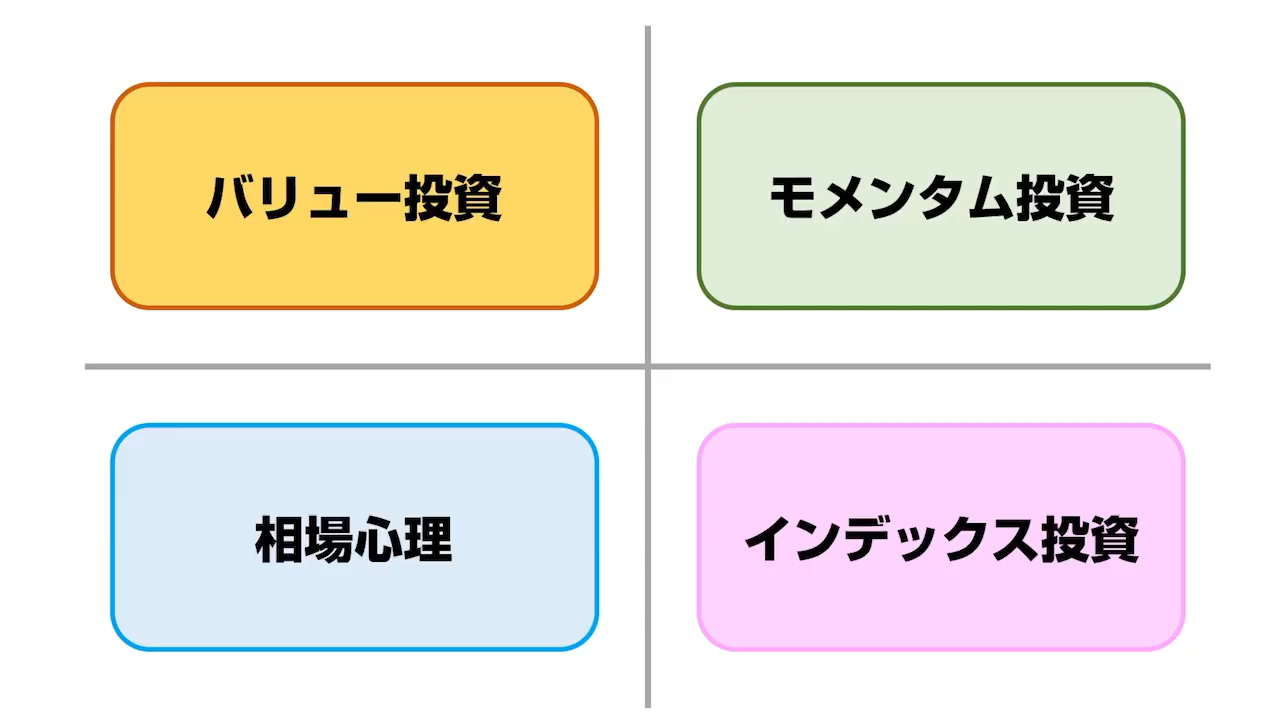 バリュー投資
モメンタム投資
相場心理
インデックス投資